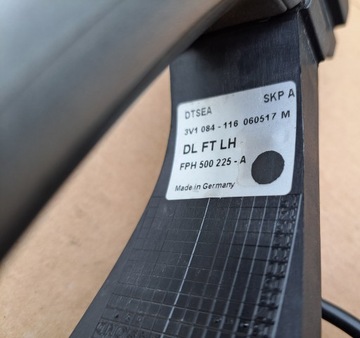 DTSEA SKP A
3V1 084 - 116 060517 M
DL FT LH
FPH 500 225 - A
Made in Germany